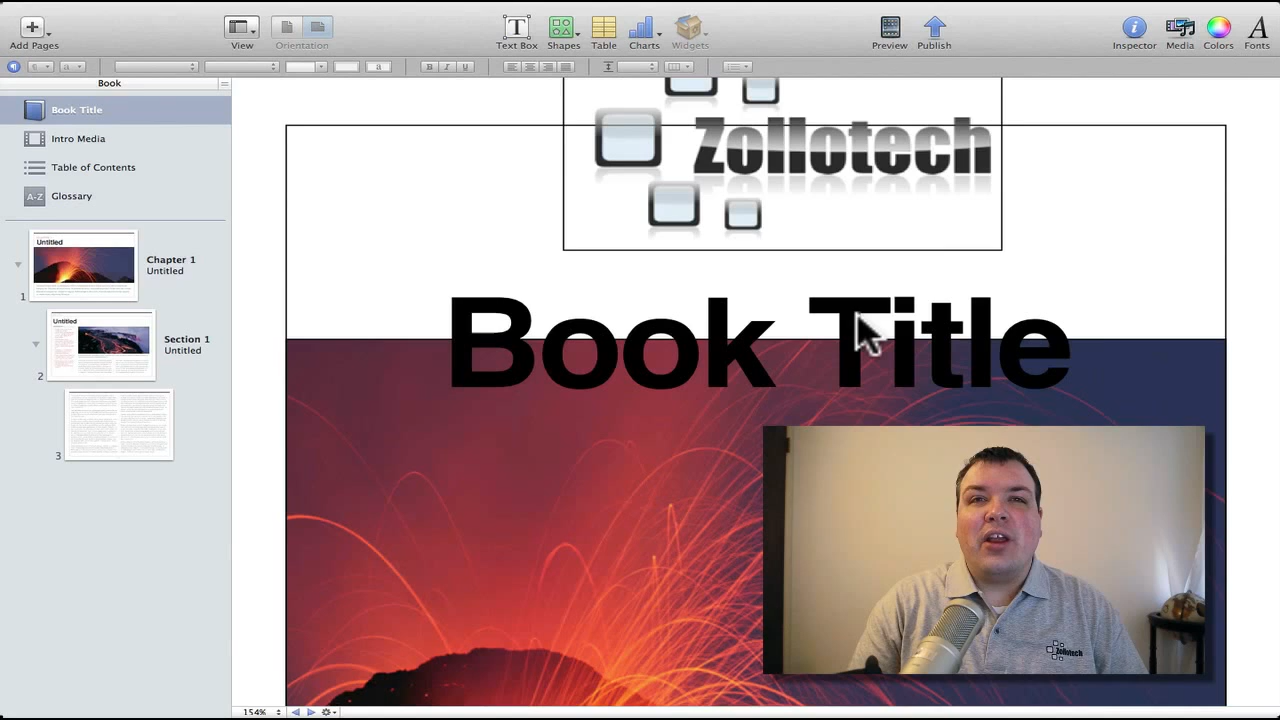 Add Pages
View
Orientation
Text Box
Shapes
Table
Charts
Widgets
Preview
Publish
Inspector
Media
Colors
Fonts
Book
Book Title
Intro Media
Table of Contents
A-Z Glossary
Untitled
Chapter 1
Untitled
1
Untitled
Section 1
Untitled
2
3
Zollotech
Book Title
Zollotech
154%